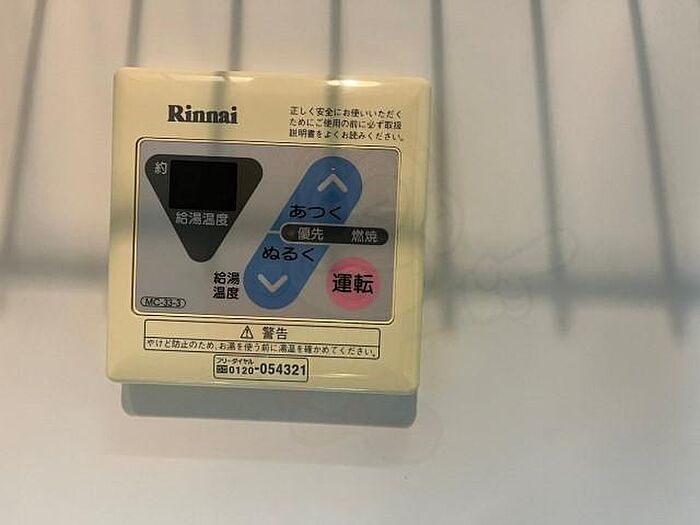 Rinnai
正しく安全にお使いいただく
ためにご使用の前に必ず取扱
説明書をよくお読みください。
約
給湯温度
あつく
優先 燃焼
ぬるく
給湯
温度
運転
MC-33-3
⚠ 警告
やけど防止のため、お湯を使う前に湯温を確かめてください。
フリーダイヤル
0120-054321